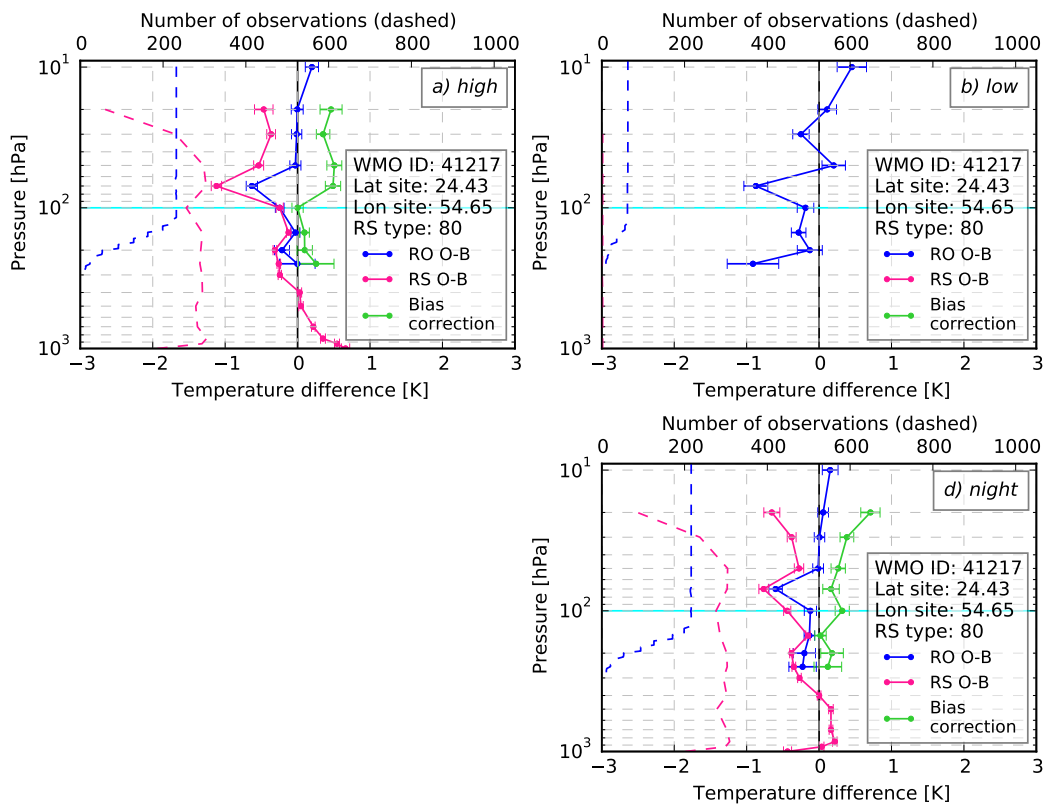 Number of observations (dashed)
0 200 400 600 800 1000
10¹
10²
10³
Pressure [hPa]
a) high
WMO ID: 41217
Lat site: 24.43
Lon site: 54.65
RS type: 80
RO O-B
RS O-B
Bias
correction
−3 −2 −1 0 1 2 3
Temperature difference [K]
Number of observations (dashed)
0 200 400 600 800 1000
10¹
10²
10³
Pressure [hPa]
b) low
WMO ID: 41217
Lat site: 24.43
Lon site: 54.65
RS type: 80
RO O-B
RS O-B
Bias
correction
−3 −2 −1 0 1 2 3
Temperature difference [K]
Number of observations (dashed)
0 200 400 600 800 1000
10¹
10²
10³
Pressure [hPa]
d) night
WMO ID: 41217
Lat site: 24.43
Lon site: 54.65
RS type: 80
RO O-B
RS O-B
Bias
correction
−3 −2 −1 0 1 2 3
Temperature difference [K]